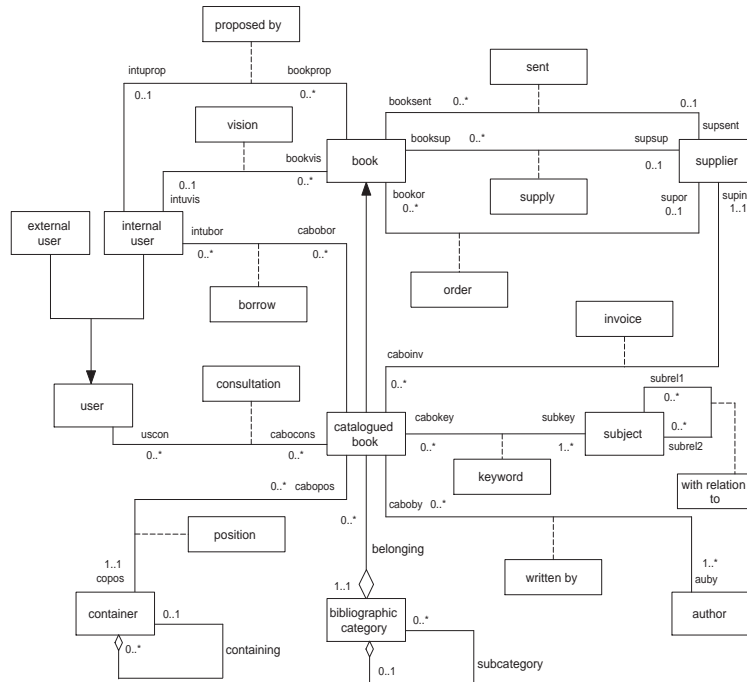 proposed by
intuprop
bookprop
0..1
0..*
sent
booksent
0..*
0..1
supsent
vision
bookvis
0..*
0..1
intuvis
book
booksup
0..*
supsup
0..1
supplier
supply
bookor
0..*
supor
0..1
supin
1..1
external
user
internal
user
intubor
0..*
cabobor
0..*
borrow
order
invoice
caboinv
0..*
user
consultation
uscon
0..*
cabocons
0..*
catalogued
book
cabokey
0..*
subkey
1..*
keyword
subject
subrel1
0..*
0..*
subrel2
with relation
to
0..*
cabopos
position
1..1
copos
caboby
0..*
written by
1..*
auby
author
0..*
belonging
1..1
bibliographic
category
0..*
0..1
subcategory
container
0..1
0..*
containing